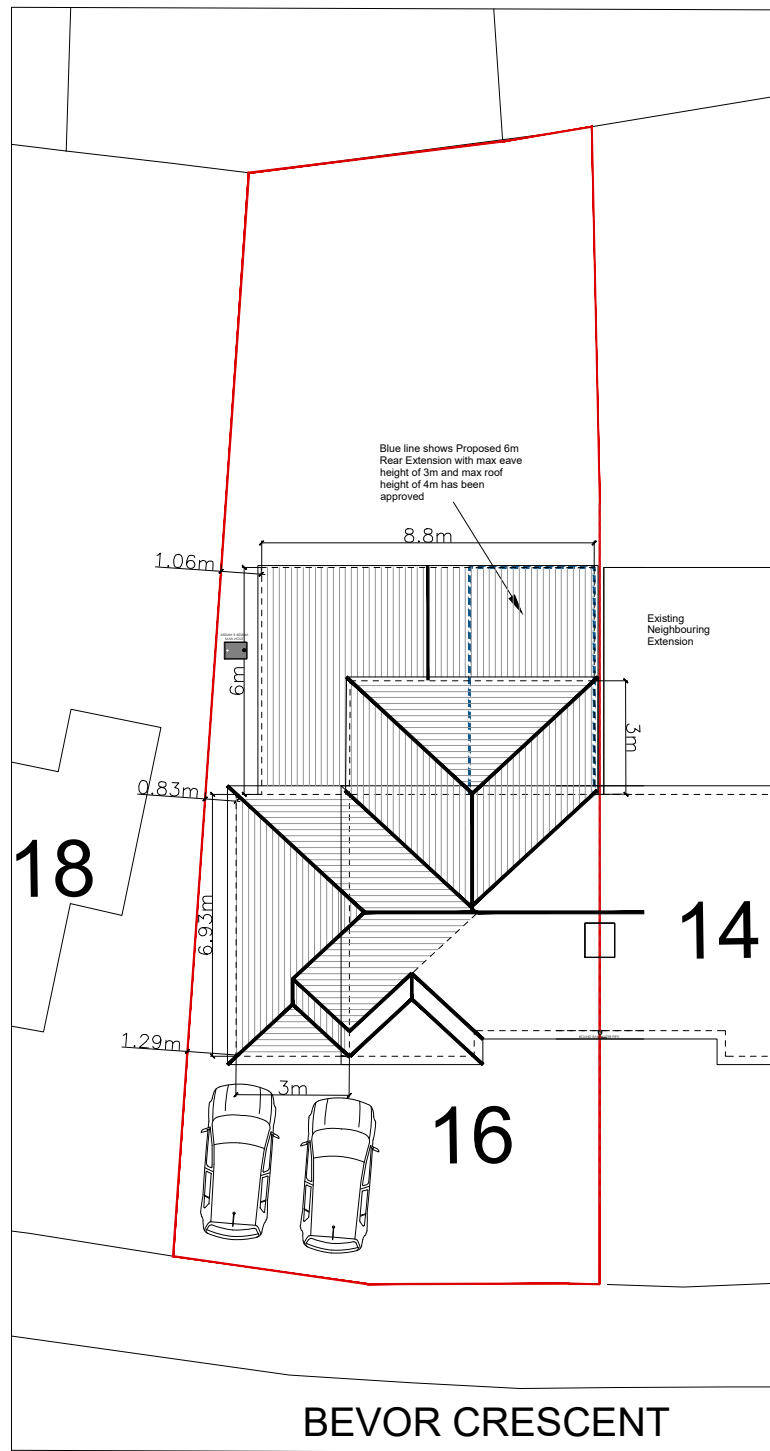 Blue line shows Proposed 6m
Rear Extension with max eave
height of 3m and max roof
height of 4m has been
approved
8.8m
1.06m
Existing
Neighbouring
Extension
6m
3m
0.83m
18
6.93m
14
1.29m
3m
16
BEVOR CRESCENT